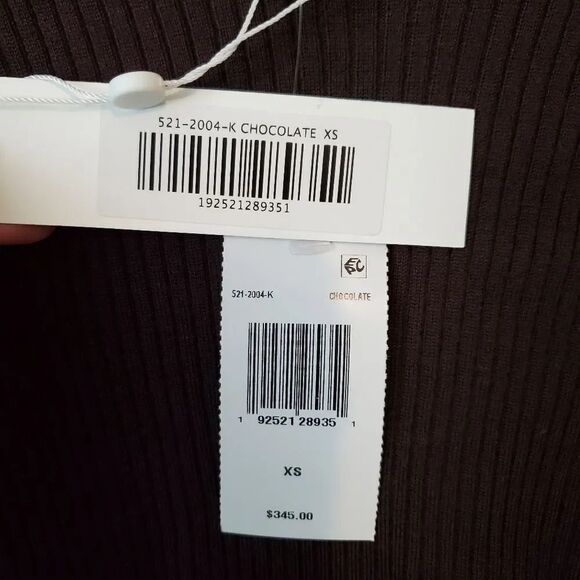 521-2004-K CHOCOLATE XS
192521289351
521-2004-K CHOCOLATE
1 92521 28935 1
XS
$345.00